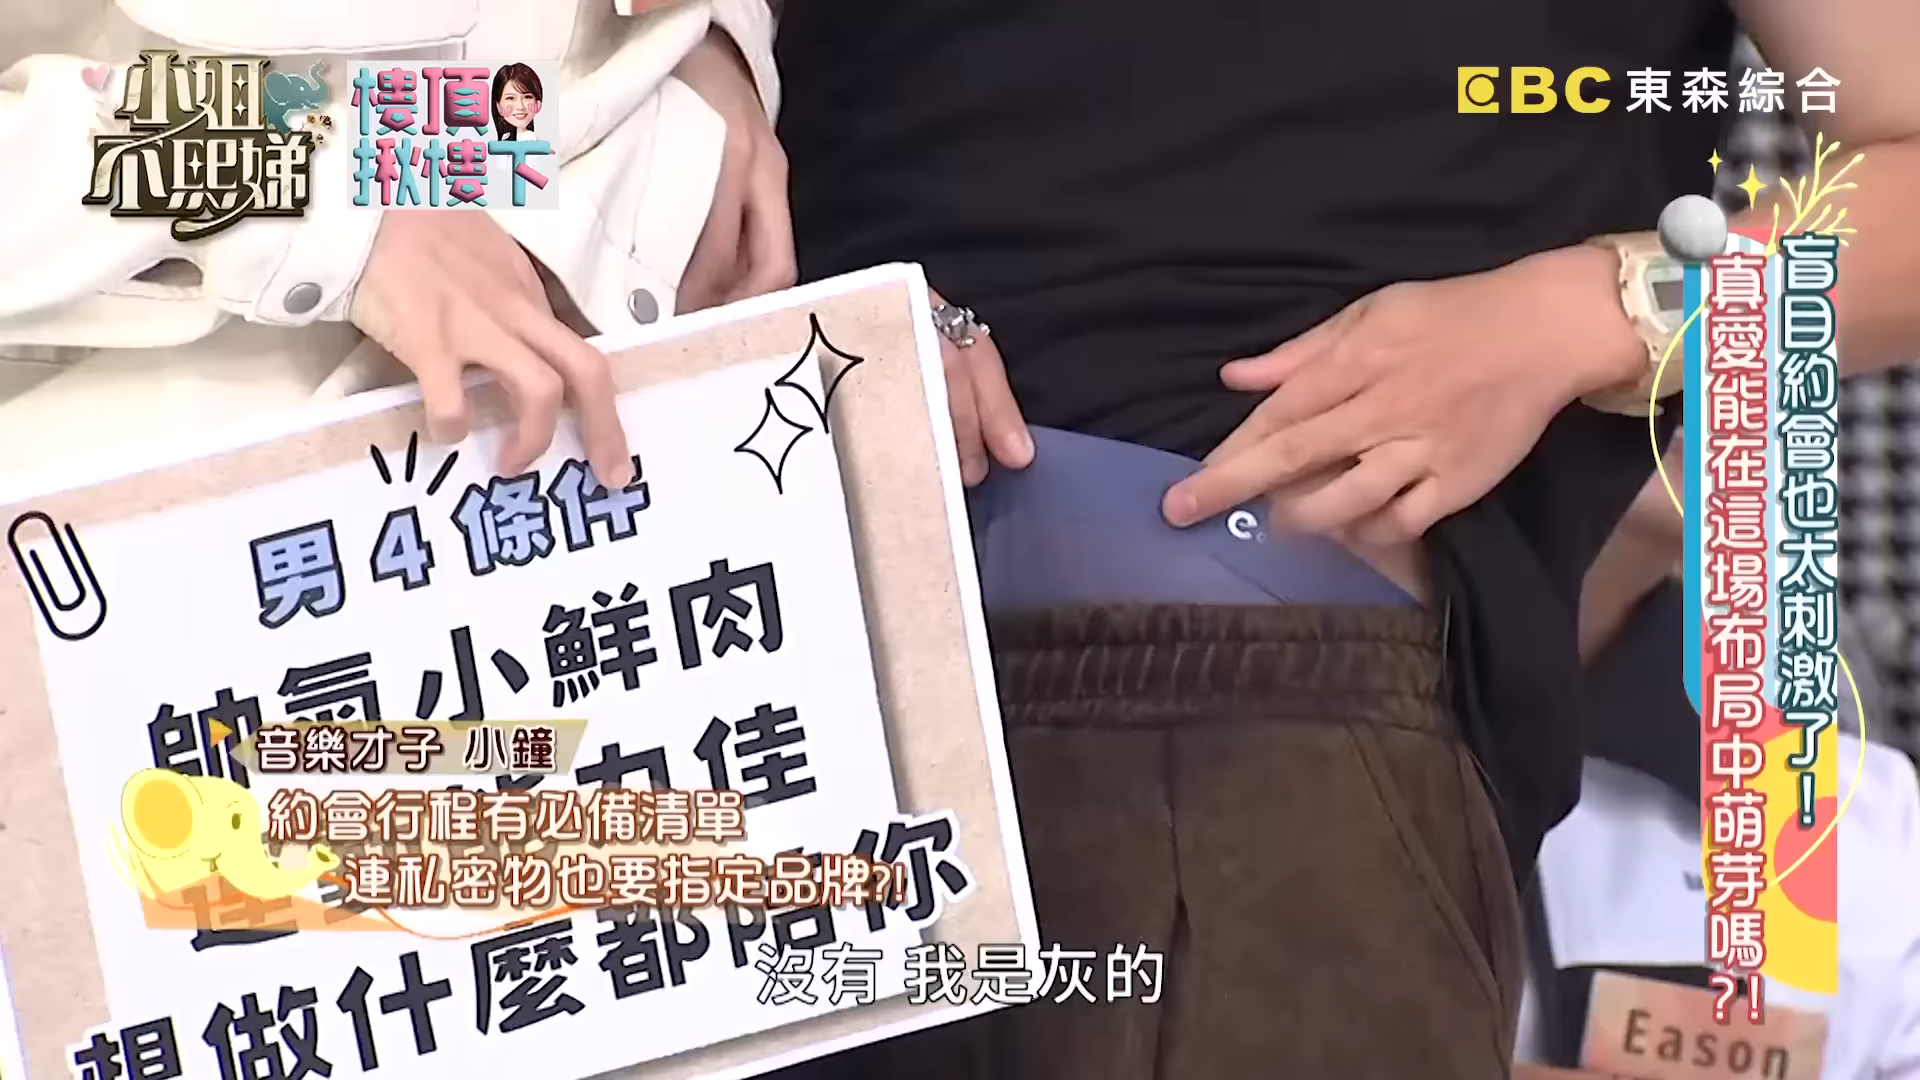 小姐不熙娣
樓頂
揪樓下
EBC 東森綜合
盲目約會也太刺激了!
真愛能在這場布局中萌芽嗎?!
男4條件
帥氣小鮮肉
佳
想做什麼都陪你
音樂才子 小鐘
約會行程有必備清單
連私密物也要指定品牌?!
沒有 我是灰的
e
Eason